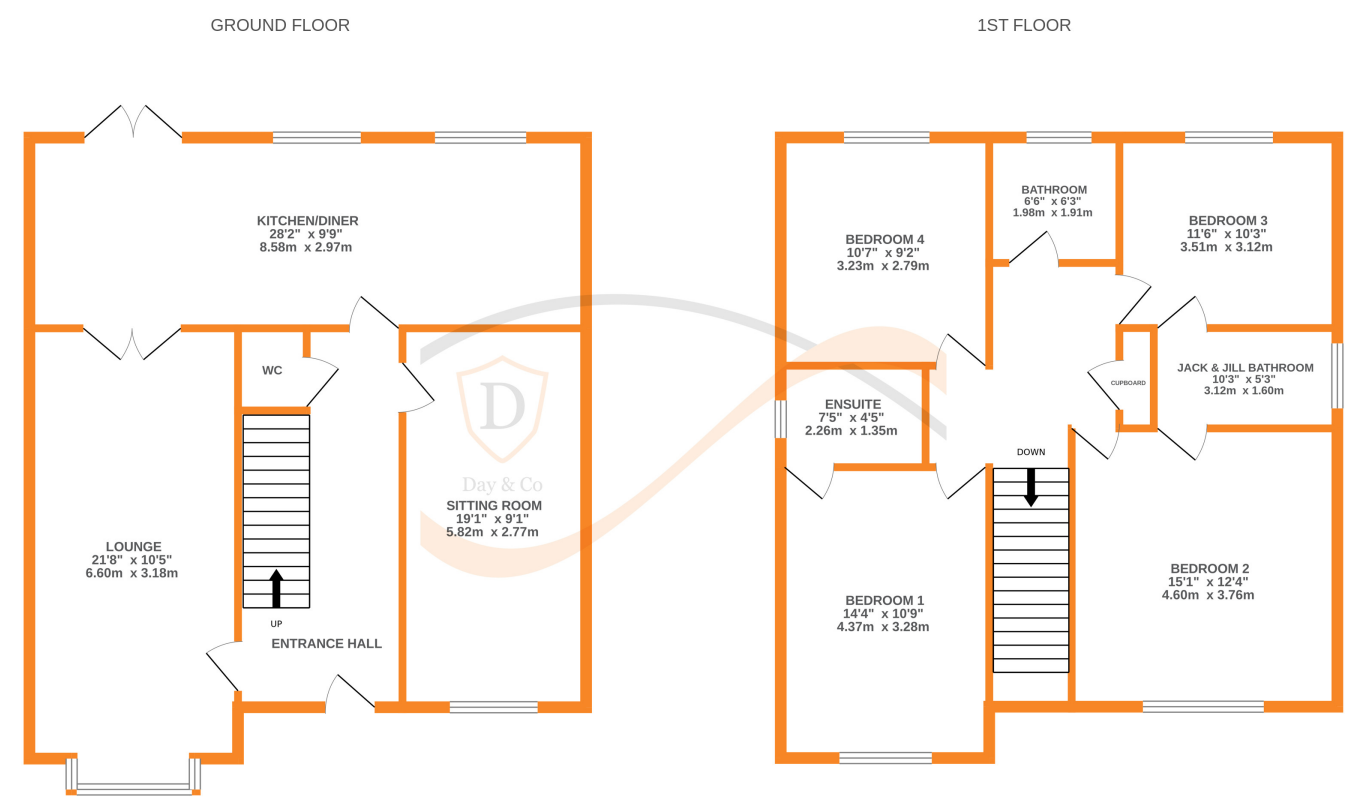 GROUND FLOOR
1ST FLOOR
KITCHEN/DINER
28'2" x 9'9"
8.58m x 2.97m
WC
LOUNGE
21'8" x 10'5"
6.60m x 3.18m
UP
ENTRANCE HALL
D
Day & Co
SITTING ROOM
19'1" x 9'1"
5.82m x 2.77m
BEDROOM 4
10'7" x 9'2"
3.23m x 2.79m
BATHROOM
6'6" x 6'3"
1.98m x 1.91m
BEDROOM 3
11'6" x 10'3"
3.51m x 3.12m
ENSUITE
7'5" x 4'5"
2.26m x 1.35m
CUPBOARD
JACK & JILL BATHROOM
10'3" x 5'3"
3.12m x 1.60m
DOWN
BEDROOM 1
14'4" x 10'9"
4.37m x 3.28m
BEDROOM 2
15'1" x 12'4"
4.60m x 3.76m